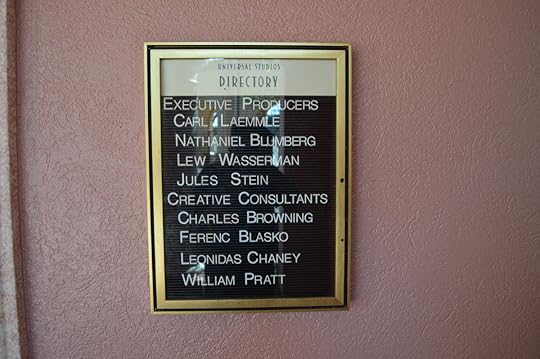 UNIVERSAL STUDIOS
DIRECTORY
EXECUTIVE PRODUCERS
CARL LAEMMLE
NATHANIEL BLUMBERG
LEW WASSERMAN
JULES STEIN
CREATIVE CONSULTANTS
CHARLES BROWNING
FERENC BLASKO
LEONIDAS CHANEY
WILLIAM PRATT